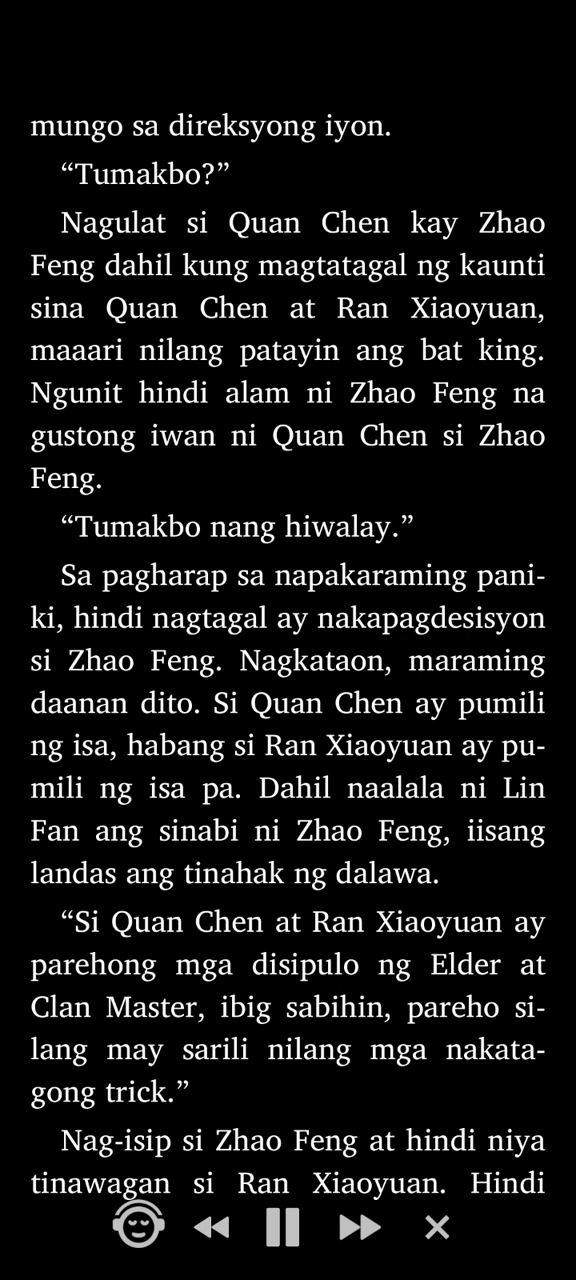 mungo sa direksyong iyon.
“Tumakbo?”
Nagulat si Quan Chen kay Zhao
Feng dahil kung magtatagal ng kaunti
sina Quan Chen at Ran Xiaoyuan,
maaari nilang patayin ang bat king.
Ngunit hindi alam ni Zhao Feng na
gustong iwan ni Quan Chen si Zhao
Feng.
“Tumakbo nang hiwalay.”
Sa pagharap sa napakaraming pani-
ki, hindi nagtagal ay nakapagdesisyon
si Zhao Feng. Nagkataon, maraming
daanan dito. Si Quan Chen ay pumili
ng isa, habang si Ran Xiaoyuan ay pu-
mili ng isa pa. Dahil naalala ni Lin
Fan ang sinabi ni Zhao Feng, iisang
landas ang tinahak ng dalawa.
“Si Quan Chen at Ran Xiaoyuan ay
parehong mga disipulo ng Elder at
Clan Master, ibig sabihin, pareho si-
lang may sarili nilang mga nakata-
gong trick.”
Nag-isip si Zhao Feng at hindi niya
tinawagan si Ran Xiaoyuan. Hindi